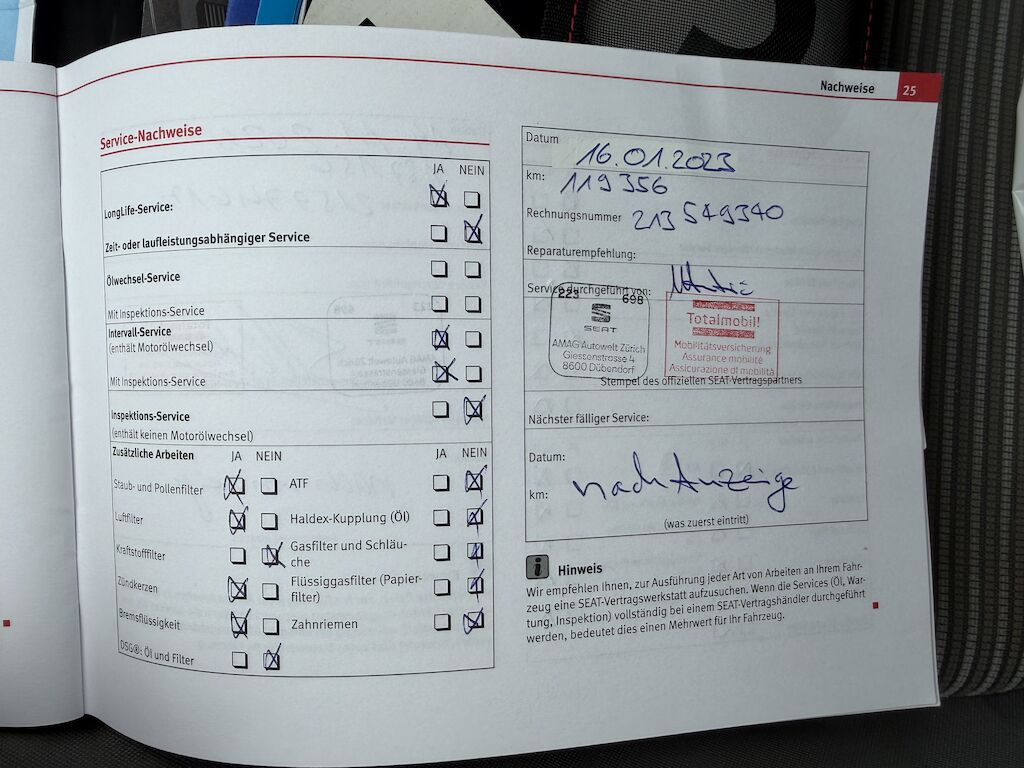 Nachweise 25
Service-Nachweise
JA NEIN
LongLife-Service:
Zeit- oder laufleistungsabhängiger Service
Ölwechsel-Service
Mit Inspektions-Service
Intervall-Service
(enthält Motorölwechsel)
Mit Inspektions-Service
Inspektions-Service
(enthält keinen Motorölwechsel)
Zusätzliche Arbeiten JA NEIN JA NEIN
Staub- und Pollenfilter ATF
Luftfilter Haldex-Kupplung (Öl)
Kraftstofffilter Gasfilter und Schläu-
che
Zündkerzen Flüssiggasfilter (Papier-
filter)
Bremsflüssigkeit Zahnriemen
DSG®: Öl und Filter
Datum 16.01.2023
km: 119 356
Rechnungsnummer 213 549340
Reparaturempfehlung:
Service durchgeführt von:
223 698
SEAT
AMAG Autowelt Zürich
Giessenstrasse 4
8600 Dübendorf
Totalmobil!
Mobilitätsversicherung
Assurance mobilité
Assicurazione di mobilità
Stempel des offiziellen SEAT-Vertragspartners
Nächster fälliger Service:
Datum:
km: nach Anzeige
(was zuerst eintritt)
i Hinweis
Wir empfehlen Ihnen, zur Ausführung jeder Art von Arbeiten an Ihrem Fahr-
zeug eine SEAT-Vertragswerkstatt aufzusuchen. Wenn die Services (Öl, War-
tung, Inspektion) vollständig bei einem SEAT-Vertragshändler durchgeführt
werden, bedeutet dies einen Mehrwert für Ihr Fahrzeug.